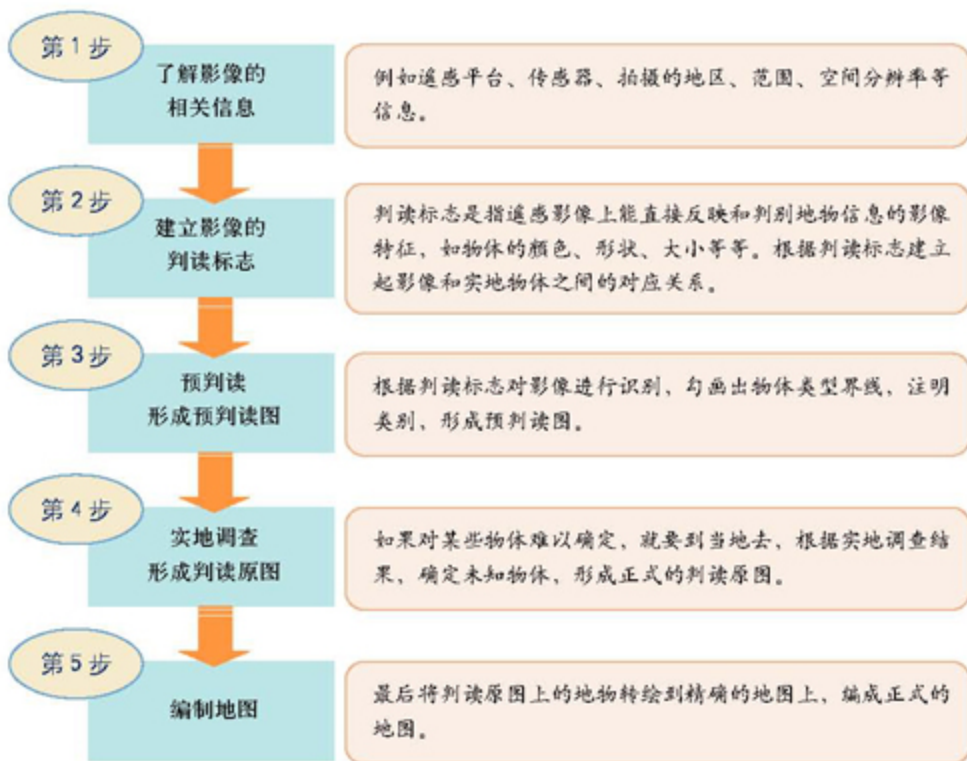 第1步
了解影像的
相关信息
例如遥感平台、传感器、拍摄的地区、范围、空间分辨率等
信息。
第2步
建立影像的
判读标志
判读标志是指遥感影像上能直接反映和判别地物信息的影像
特征，如物体的颜色、形状、大小等等。根据判读标志建立
起影像和实地物体之间的对应关系。
第3步
预判读
形成预判读图
根据判读标志对影像进行识别，勾画出物体类型界线，注明
类别，形成预判读图。
第4步
实地调查
形成判读原图
如果对某些物体难以确定，就要到当地去，根据实地调查结
果，确定未知物体，形成正式的判读原图。
第5步
编制地图
最后将判读原图上的地物转绘到精确的地图上，编成正式的
地图。